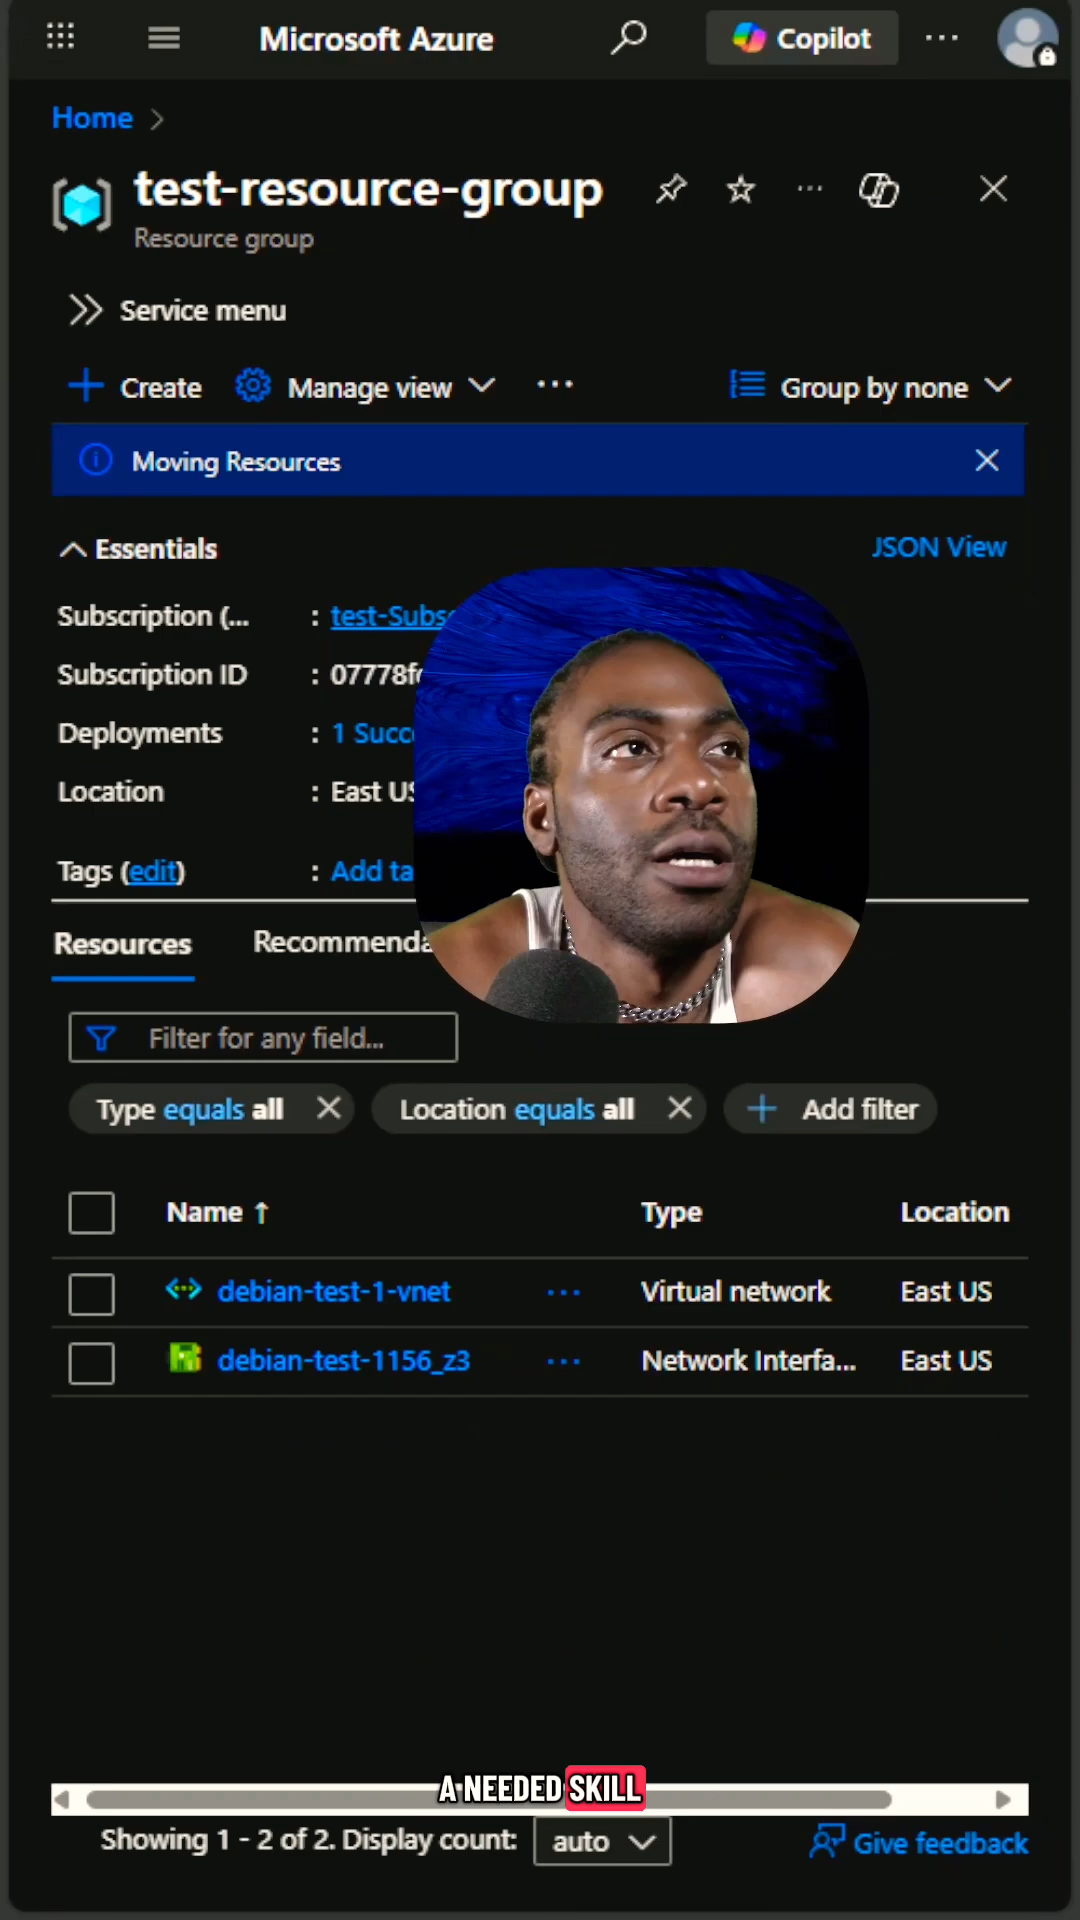 Microsoft Azure
Copilot
Home
test-resource-group
Resource group
Service menu
Create
Manage view
Group by none
Moving Resources
Essentials
JSON View
Subscription (... : test-Subs
Subscription ID : 07778f
Deployments : 1 Succ
Location : East US
Tags (edit) : Add ta
Resources
Recommenda
Filter for any field...
Type equals all
Location equals all
Add filter
Name ↑ Type Location
debian-test-1-vnet ... Virtual network East US
debian-test-1156_z3 ... Network Interfa... East US
A NEEDED SKILL
Showing 1 - 2 of 2. Display count: auto
Give feedback